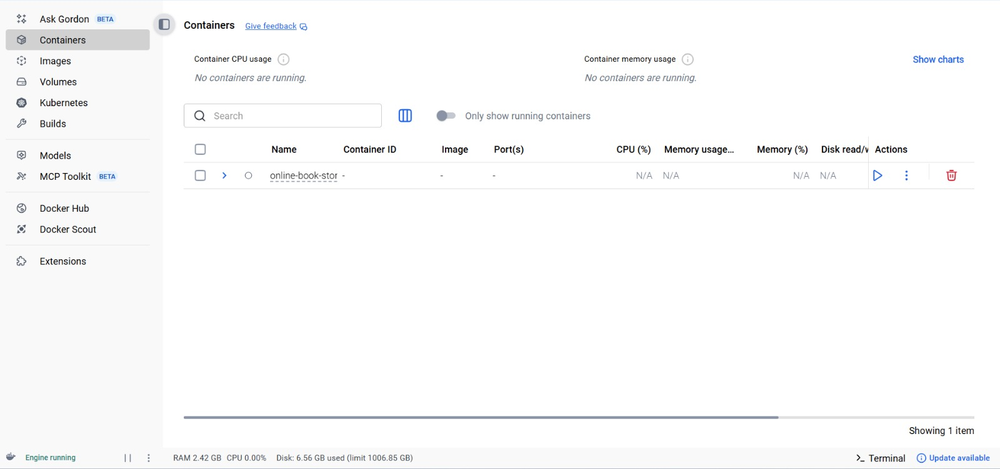 Ask Gordon BETA
Containers
Images
Volumes
Kubernetes
Builds
Models
MCP Toolkit BETA
Docker Hub
Docker Scout
Extensions
Containers Give feedback
Container CPU usage
No containers are running.
Container memory usage
No containers are running.
Show charts
Search
Only show running containers
Name Container ID Image Port(s) CPU (%) Memory usage... Memory (%) Disk read/w Actions
online-book-stor - - - N/A N/A N/A N/A
Showing 1 item
Engine running RAM 2.42 GB CPU 0.00% Disk: 6.56 GB used (limit 1006.85 GB) >_ Terminal Update available